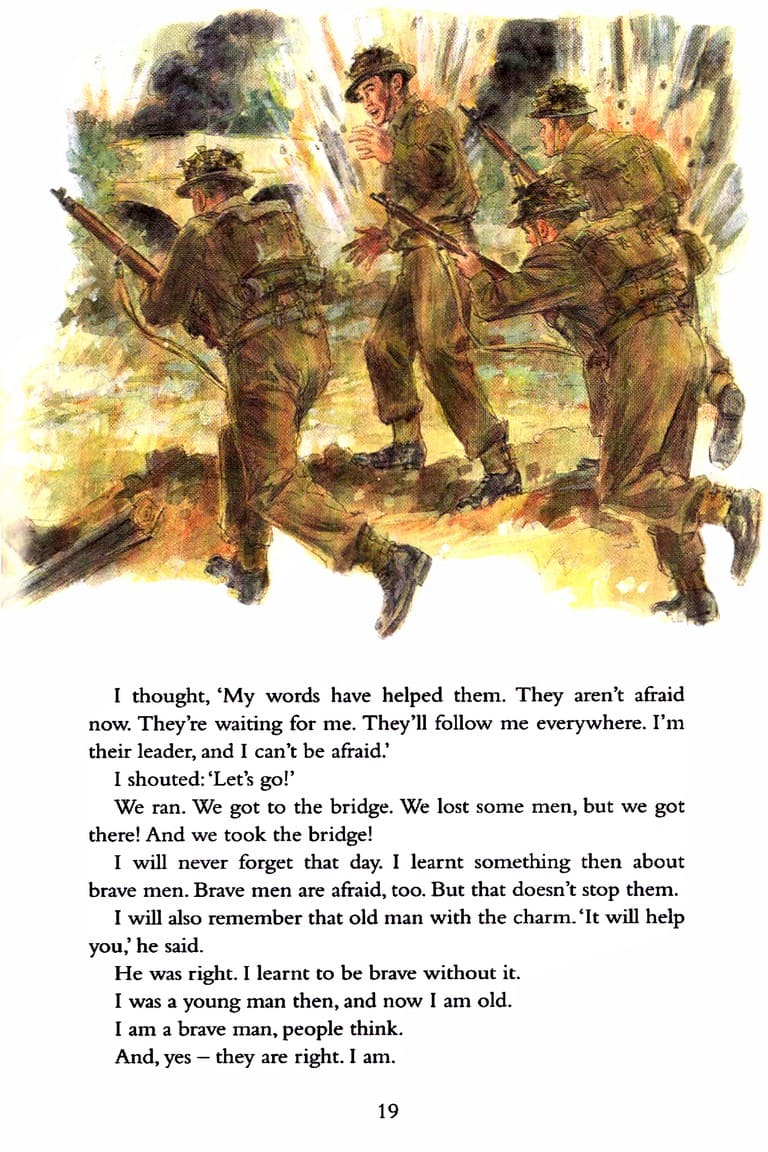 I thought, ‘My words have helped them. They aren’t afraid
now. They’re waiting for me. They’ll follow me everywhere. I’m
their leader, and I can’t be afraid.’
I shouted: ‘Let’s go!’
We ran. We got to the bridge. We lost some men, but we got
there! And we took the bridge!
I will never forget that day. I learnt something then about
brave men. Brave men are afraid, too. But that doesn’t stop them.
I will also remember that old man with the charm. ‘It will help
you,’ he said.
He was right. I learnt to be brave without it.
I was a young man then, and now I am old.
I am a brave man, people think.
And, yes – they are right. I am.
19